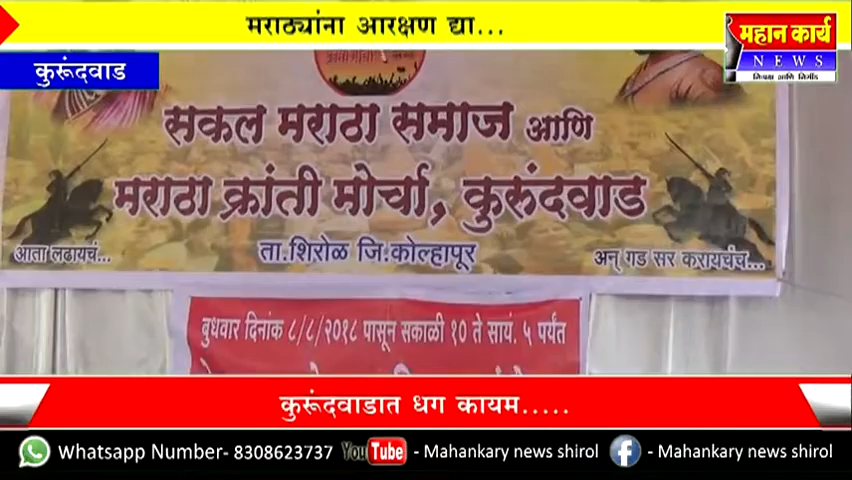 मराठ्यांना आरक्षण द्या...
महान कार्य
NEWS
निःपक्ष आणि निर्भीड
कुरूंदवाड
सकल मराठा समाज आणि
मराठा क्रांती मोर्चा, कुरुंदवाड
आता लढायचं...
ता.शिरोळ जि.कोल्हापूर
अन् गड सर करायचंच...
बुधवार दिनांक ८/८/२०१८ पासून सकाळी १० ते सायं. ५ पर्यंत
कुरूंदवाडात धग कायम.....
Whatsapp Number- 8308623737 YouTube - Mahankary news shirol f - Mahankary news shirol